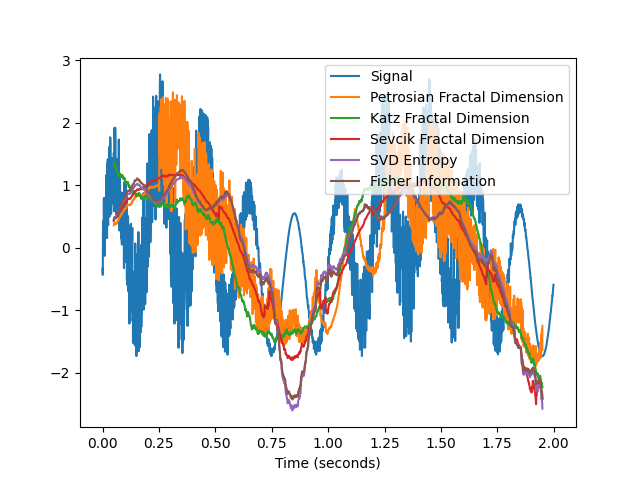 3
2
1
0
−1
−2
Signal
Petrosian Fractal Dimension
Katz Fractal Dimension
Sevcik Fractal Dimension
SVD Entropy
Fisher Information
0.00 0.25 0.50 0.75 1.00 1.25 1.50 1.75 2.00
Time (seconds)